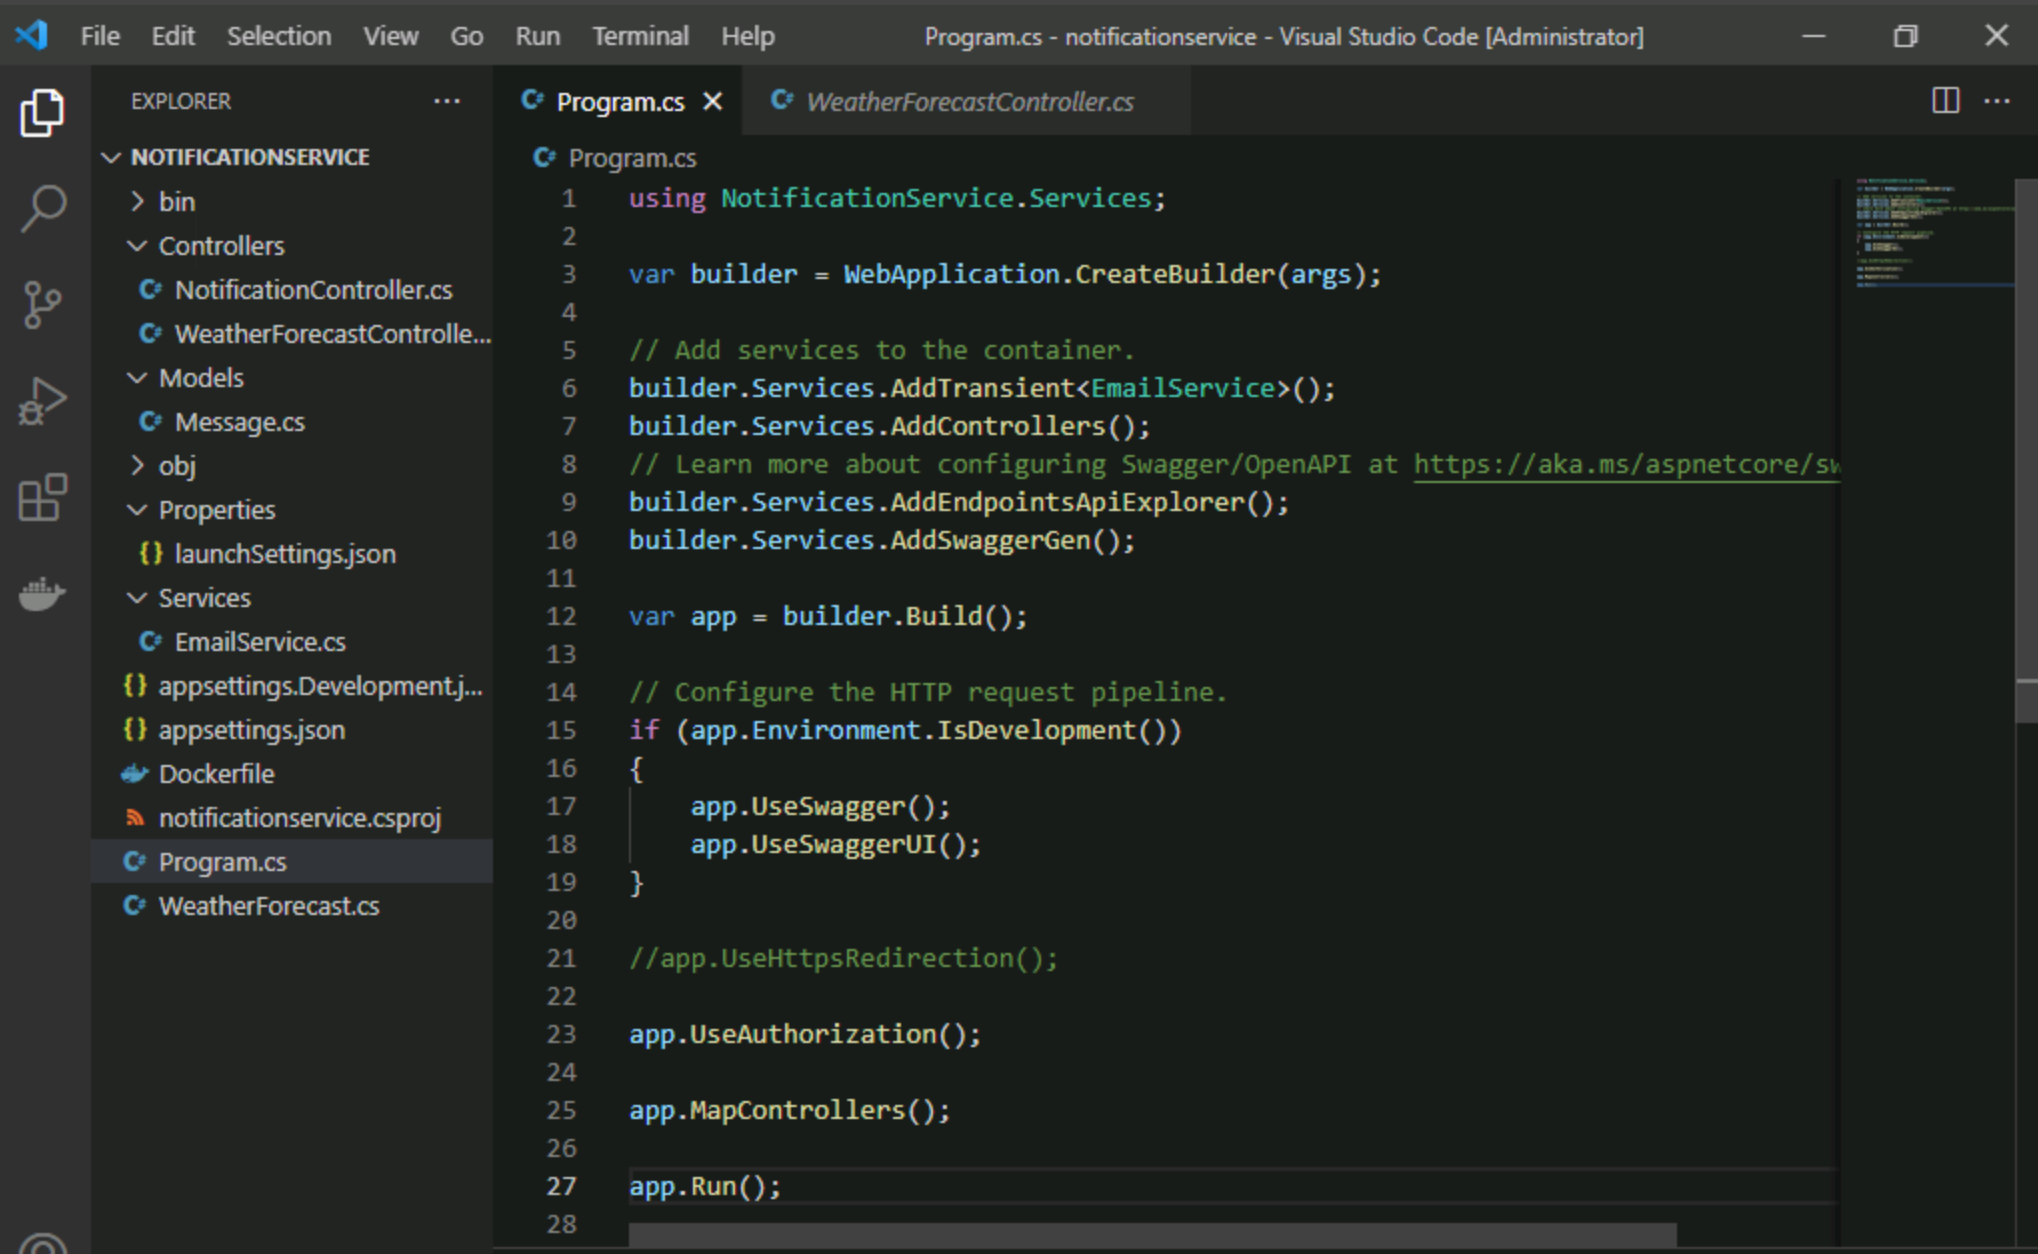 File Edit Selection View Go Run Terminal Help Program.cs - notificationservice - Visual Studio Code [Administrator]
EXPLORER
NOTIFICATIONSERVICE
bin
Controllers
NotificationController.cs
WeatherForecastControlle...
Models
Message.cs
obj
Properties
launchSettings.json
Services
EmailService.cs
appsettings.Development.j...
appsettings.json
Dockerfile
notificationservice.csproj
Program.cs
WeatherForecast.cs
Program.cs WeatherForecastController.cs
Program.cs
1 using NotificationService.Services;
2
3 var builder = WebApplication.CreateBuilder(args);
4
5 // Add services to the container.
6 builder.Services.AddTransient<EmailService>();
7 builder.Services.AddControllers();
8 // Learn more about configuring Swagger/OpenAPI at https://aka.ms/aspnetcore/sw
9 builder.Services.AddEndpointsApiExplorer();
10 builder.Services.AddSwaggerGen();
11
12 var app = builder.Build();
13
14 // Configure the HTTP request pipeline.
15 if (app.Environment.IsDevelopment())
16 {
17     app.UseSwagger();
18     app.UseSwaggerUI();
19 }
20
21 //app.UseHttpsRedirection();
22
23 app.UseAuthorization();
24
25 app.MapControllers();
26
27 app.Run();
28